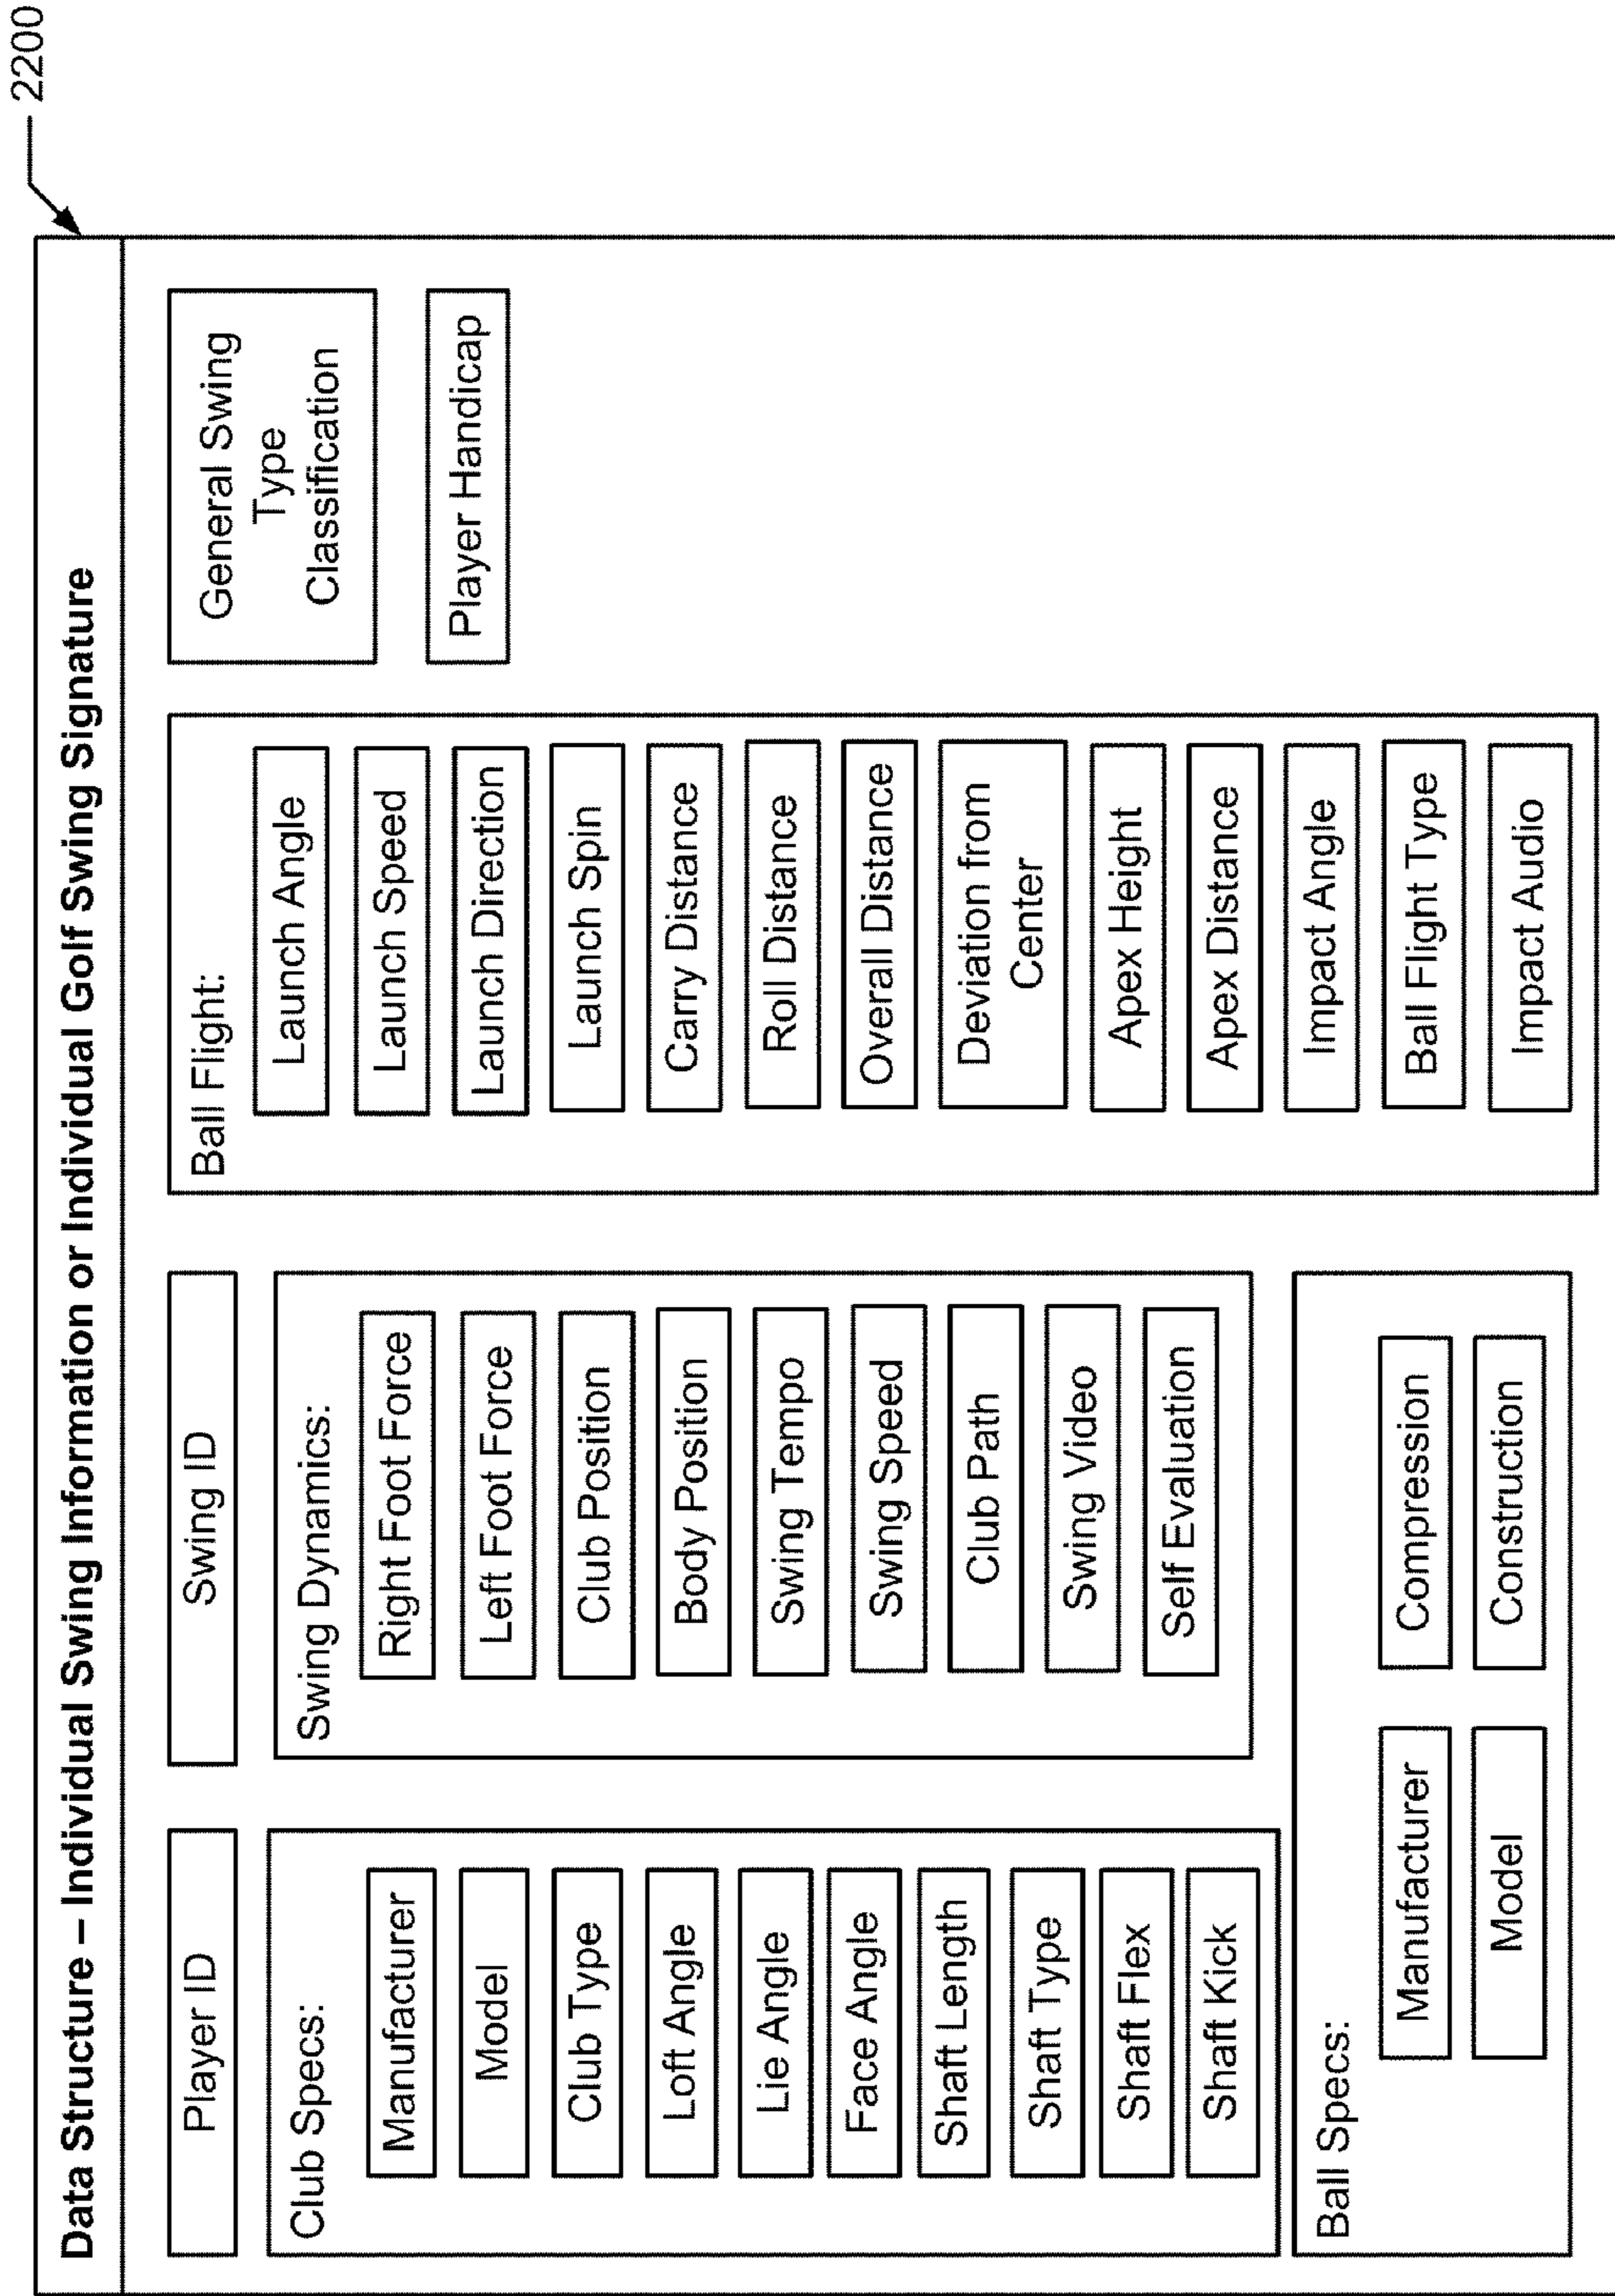 2200
Data Structure – Individual Swing Information or Individual Golf Swing Signature
Player ID
Club Specs:
Manufacturer
Model
Club Type
Loft Angle
Lie Angle
Face Angle
Shaft Length
Shaft Type
Shaft Flex
Shaft Kick
Swing ID
Swing Dynamics:
Right Foot Force
Left Foot Force
Club Position
Body Position
Swing Tempo
Swing Speed
Club Path
Swing Video
Self Evaluation
Ball Specs:
Manufacturer
Model
Compression
Construction
Ball Flight:
Launch Angle
Launch Speed
Launch Direction
Launch Spin
Carry Distance
Roll Distance
Overall Distance
Deviation from
Center
Apex Height
Apex Distance
Impact Angle
Ball Flight Type
Impact Audio
General Swing
Type
Classification
Player Handicap